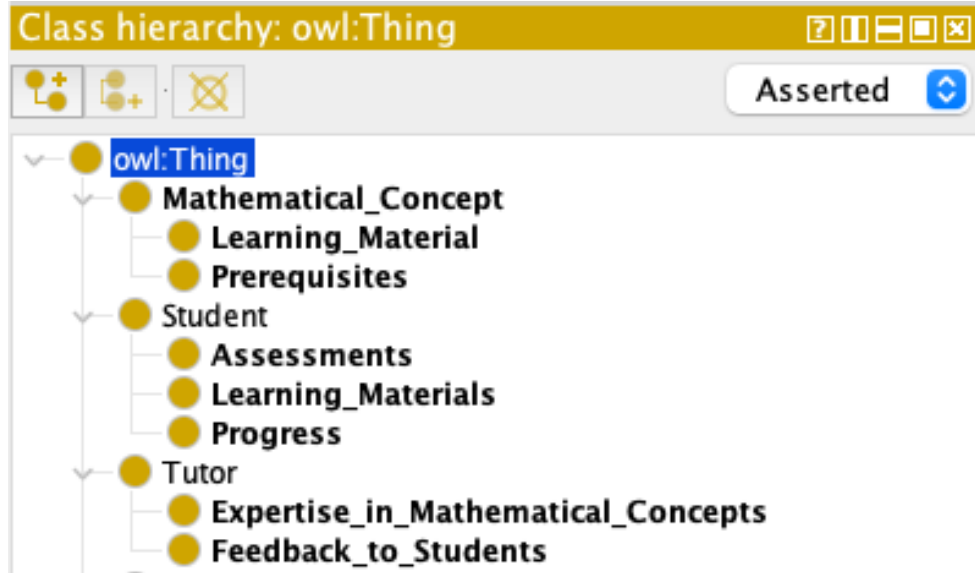 Class hierarchy: owl:Thing
Asserted
owl:Thing
Mathematical_Concept
Learning_Material
Prerequisites
Student
Assessments
Learning_Materials
Progress
Tutor
Expertise_in_Mathematical_Concepts
Feedback_to_Students